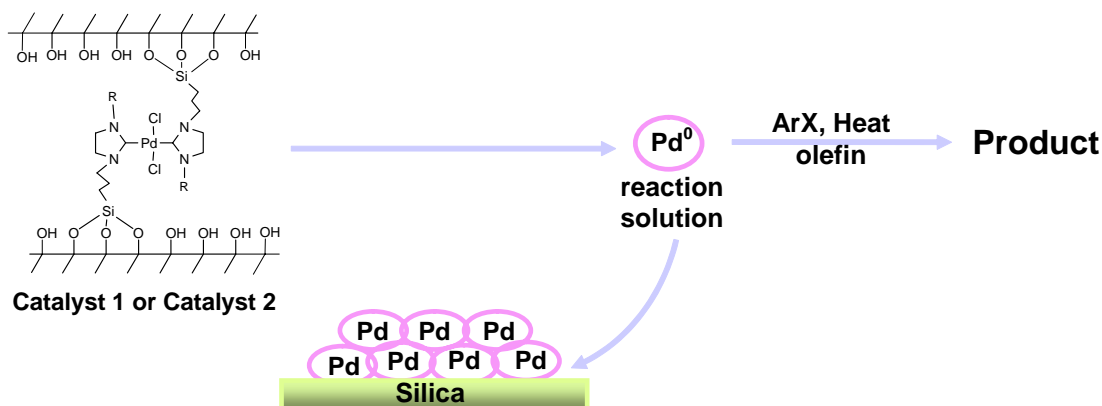 OH OH OH OH O O O OH
Si
R
Cl
N N
Pd
N N
Cl
R
Si
OH O O O OH OH OH OH
Catalyst 1 or Catalyst 2
Pd⁰
reaction
solution
ArX, Heat
olefin
Product
Pd Pd Pd
Pd Pd Pd Pd
Silica